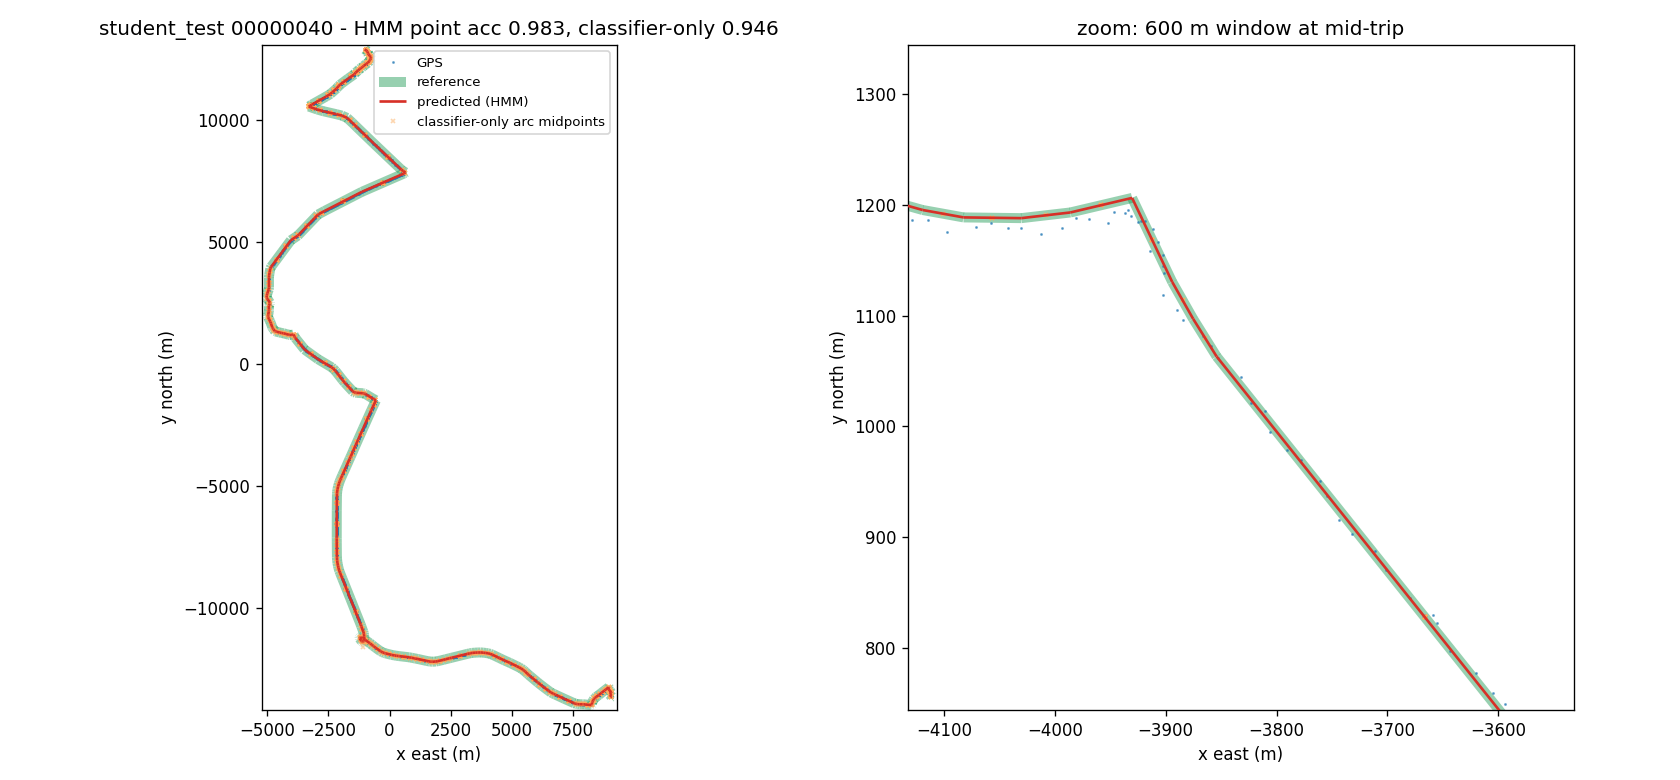 student_test 00000040 - HMM point acc 0.983, classifier-only 0.946
GPS
reference
predicted (HMM)
classifier-only arc midpoints
10000
5000
0
−5000
−10000
y north (m)
−5000 −2500 0 2500 5000 7500
x east (m)
zoom: 600 m window at mid-trip
1300
1200
1100
1000
900
800
y north (m)
−4100 −4000 −3900 −3800 −3700 −3600
x east (m)